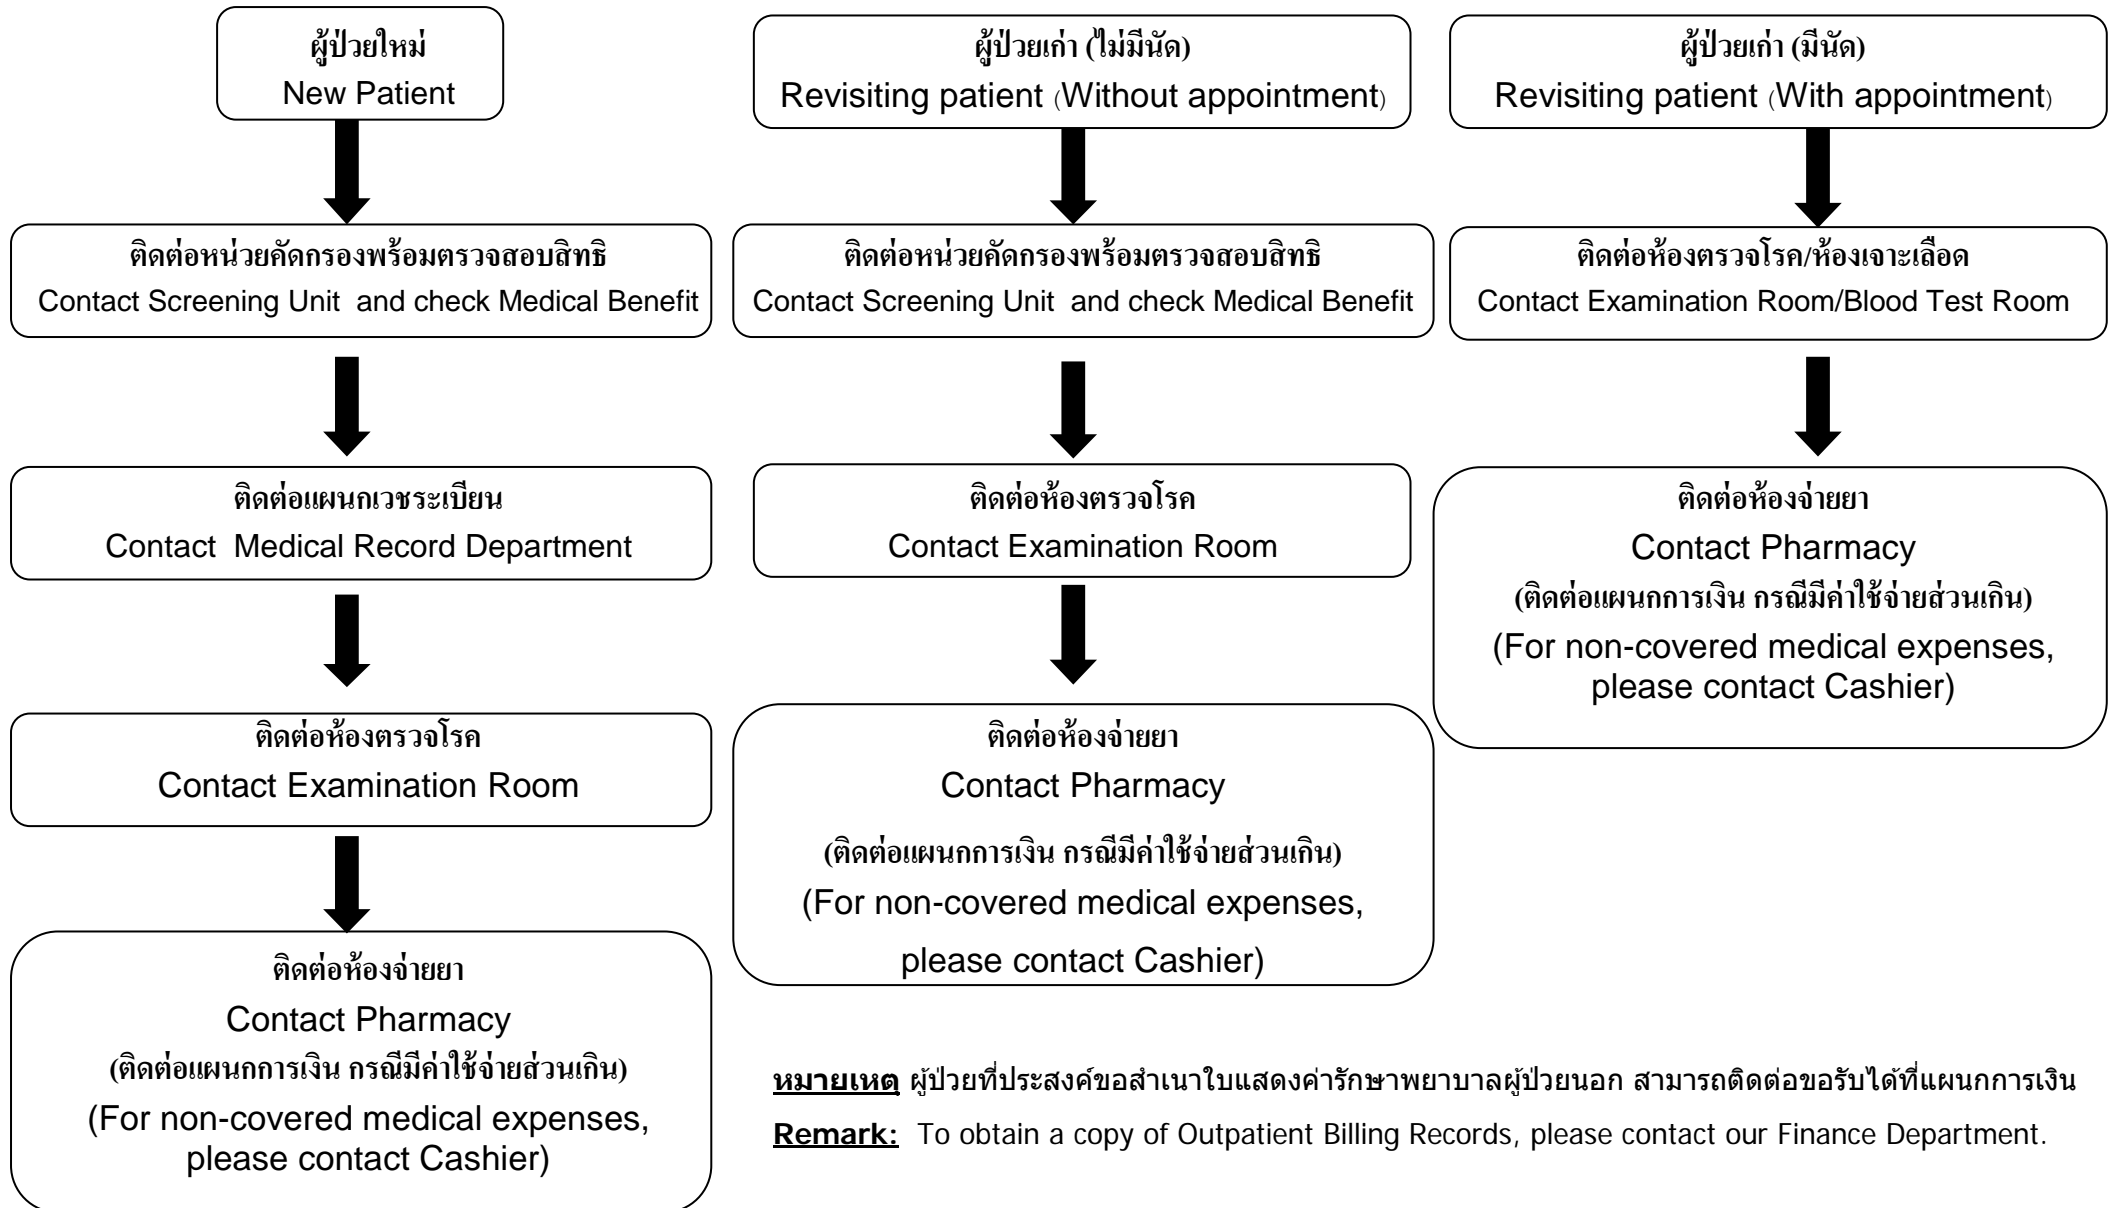 ผู้ป่วยใหม่
New Patient
ติดต่อหน่วยคัดกรองพร้อมตรวจสอบสิทธิ
Contact Screening Unit and check Medical Benefit
ติดต่อแผนกเวชระเบียน
Contact Medical Record Department
ติดต่อห้องตรวจโรค
Contact Examination Room
ติดต่อห้องจ่ายยา
Contact Pharmacy
(ติดต่อแผนกการเงิน กรณีมีค่าใช้จ่ายส่วนเกิน)
(For non-covered medical expenses,
please contact Cashier)
ผู้ป่วยเก่า (ไม่มีนัด)
Revisiting patient (Without appointment)
ติดต่อหน่วยคัดกรองพร้อมตรวจสอบสิทธิ
Contact Screening Unit and check Medical Benefit
ติดต่อห้องตรวจโรค
Contact Examination Room
ติดต่อห้องจ่ายยา
Contact Pharmacy
(ติดต่อแผนกการเงิน กรณีมีค่าใช้จ่ายส่วนเกิน)
(For non-covered medical expenses,
please contact Cashier)
ผู้ป่วยเก่า (มีนัด)
Revisiting patient (With appointment)
ติดต่อห้องตรวจโรค/ห้องเจาะเลือด
Contact Examination Room/Blood Test Room
ติดต่อห้องจ่ายยา
Contact Pharmacy
(ติดต่อแผนกการเงิน กรณีมีค่าใช้จ่ายส่วนเกิน)
(For non-covered medical expenses,
please contact Cashier)
หมายเหตุ ผู้ป่วยที่ประสงค์ขอสำเนาใบแสดงค่ารักษาพยาบาลผู้ป่วยนอก สามารถติดต่อขอรับได้ที่แผนกการเงิน
Remark: To obtain a copy of Outpatient Billing Records, please contact our Finance Department.